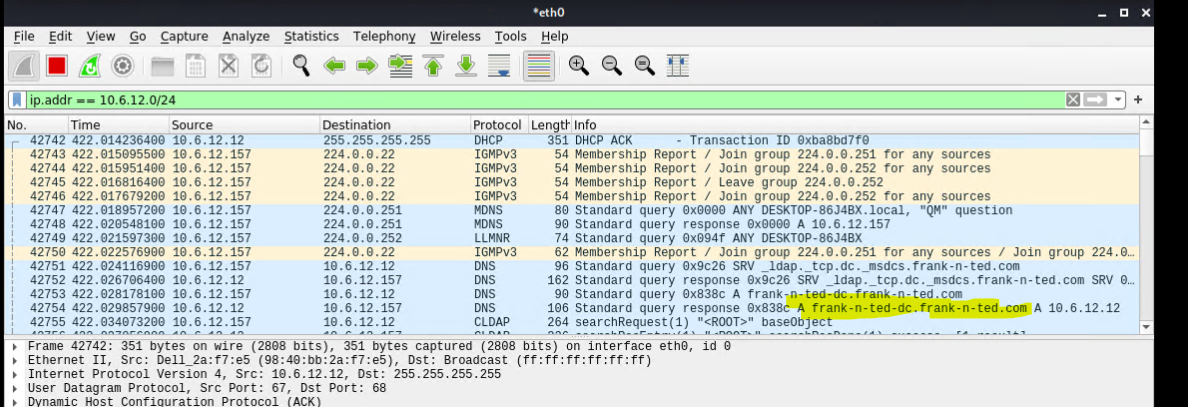 *eth0
File Edit View Go Capture Analyze Statistics Telephony Wireless Tools Help
ip.addr == 10.6.12.0/24
No. Time Source Destination Protocol Length Info
42742 422.014236400 10.6.12.12 255.255.255.255 DHCP 351 DHCP ACK - Transaction ID 0xba8bd7f0
42743 422.015095500 10.6.12.157 224.0.0.22 IGMPv3 54 Membership Report / Join group 224.0.0.251 for any sources
42744 422.015951400 10.6.12.157 224.0.0.22 IGMPv3 54 Membership Report / Join group 224.0.0.252 for any sources
42745 422.016816400 10.6.12.157 224.0.0.22 IGMPv3 54 Membership Report / Leave group 224.0.0.252
42746 422.017679200 10.6.12.157 224.0.0.22 IGMPv3 54 Membership Report / Join group 224.0.0.252 for any sources
42747 422.018957200 10.6.12.157 224.0.0.251 MDNS 80 Standard query 0x0000 ANY DESKTOP-86J4BX.local, "QM" question
42748 422.020548100 10.6.12.157 224.0.0.251 MDNS 90 Standard query response 0x0000 A 10.6.12.157
42749 422.021597300 10.6.12.157 224.0.0.252 LLMNR 74 Standard query 0x094f ANY DESKTOP-86J4BX
42750 422.022576900 10.6.12.157 224.0.0.22 IGMPv3 62 Membership Report / Join group 224.0.0.251 for any sources / Join group 224.0…
42751 422.024116900 10.6.12.157 10.6.12.12 DNS 96 Standard query 0x9c26 SRV _ldap._tcp.dc._msdcs.frank-n-ted.com
42752 422.026706400 10.6.12.12 10.6.12.157 DNS 162 Standard query response 0x9c26 SRV _ldap._tcp.dc._msdcs.frank-n-ted.com SRV 0…
42753 422.028178100 10.6.12.157 10.6.12.12 DNS 90 Standard query 0x838c A frank-n-ted-dc.frank-n-ted.com
42754 422.029857900 10.6.12.12 10.6.12.157 DNS 106 Standard query response 0x838c A frank-n-ted-dc.frank-n-ted.com A 10.6.12.12
42755 422.034073200 10.6.12.157 10.6.12.12 CLDAP 264 searchRequest(1) "<ROOT>" baseObject
Frame 42742: 351 bytes on wire (2808 bits), 351 bytes captured (2808 bits) on interface eth0, id 0
Ethernet II, Src: Dell_2a:f7:e5 (98:40:bb:2a:f7:e5), Dst: Broadcast (ff:ff:ff:ff:ff:ff)
Internet Protocol Version 4, Src: 10.6.12.12, Dst: 255.255.255.255
User Datagram Protocol, Src Port: 67, Dst Port: 68
Dynamic Host Configuration Protocol (ACK)